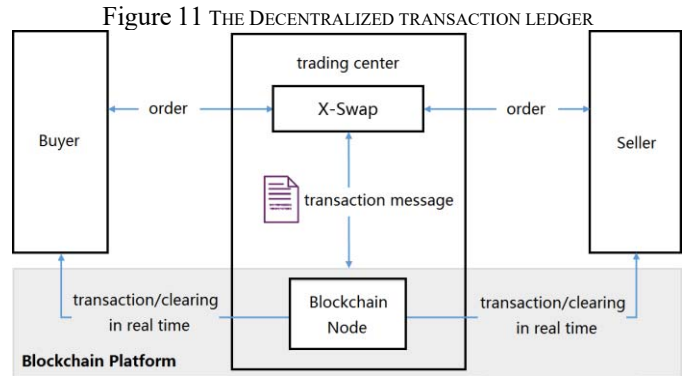 Figure 11 THE DECENTRALIZED TRANSACTION LEDGER
trading center
X-Swap
order
order
Buyer
Seller
transaction message
transaction/clearing
in real time
Blockchain
Node
transaction/clearing
in real time
Blockchain Platform